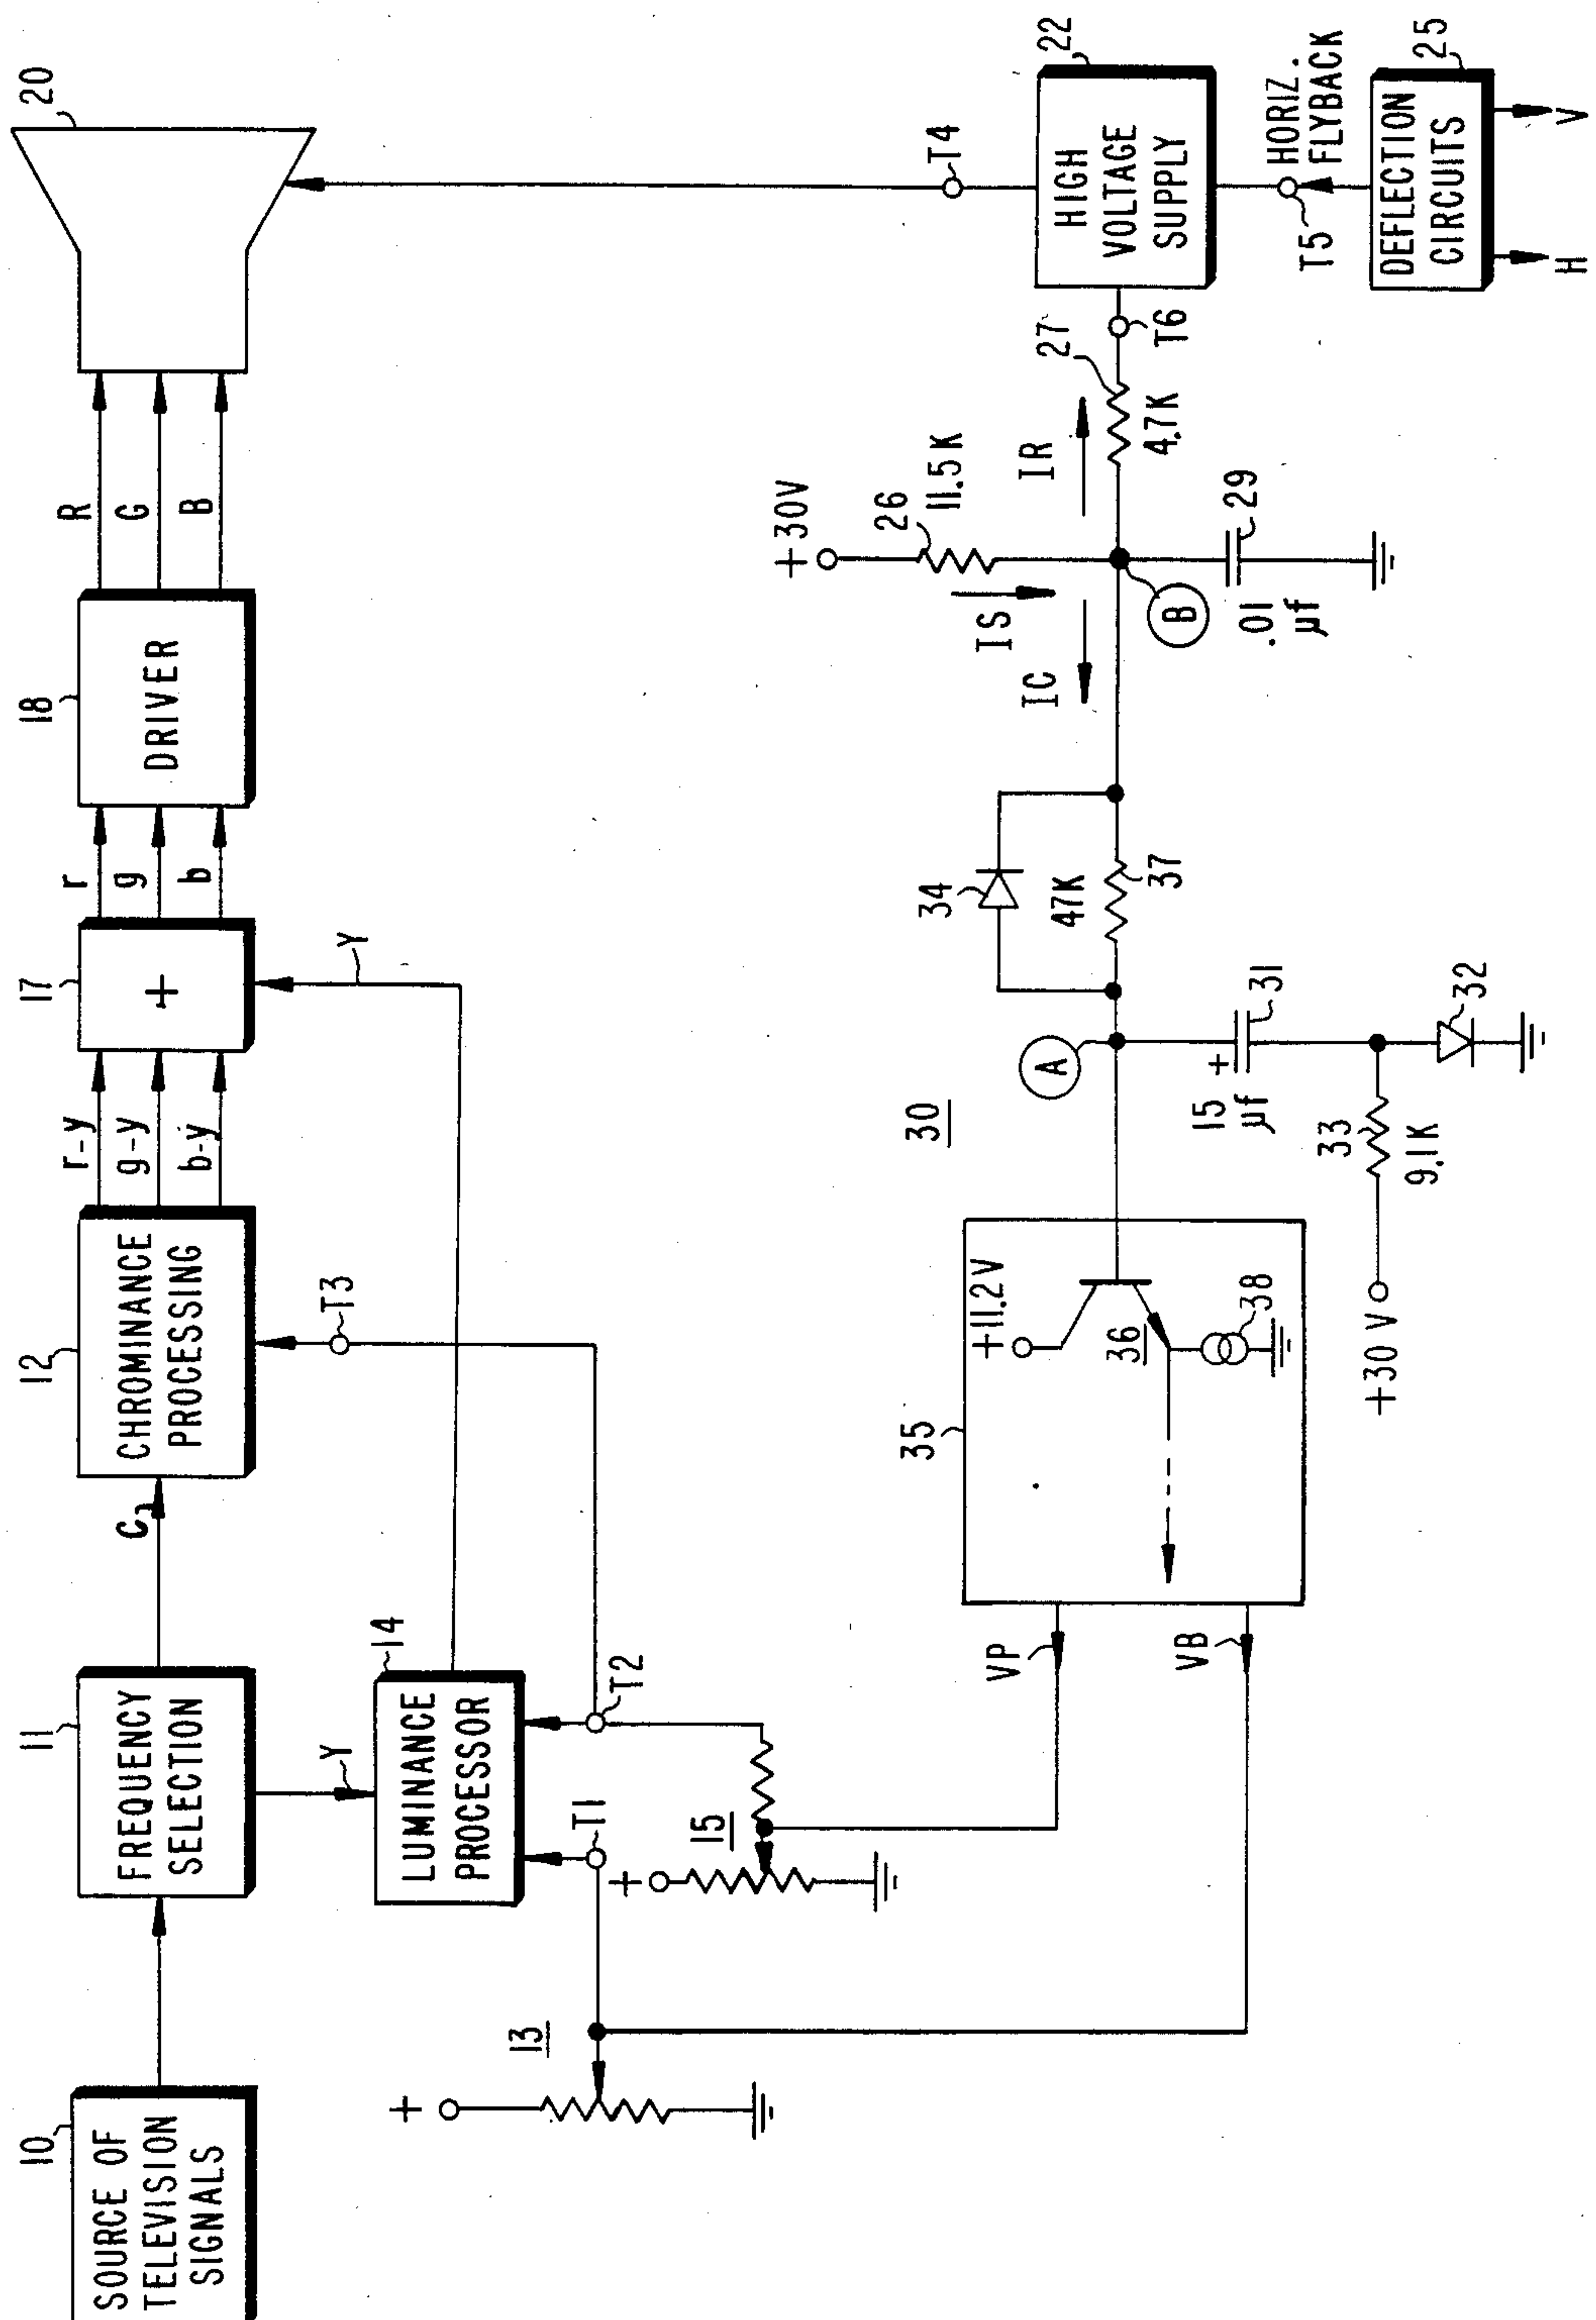 10
SOURCE OF
TELEVISION
SIGNALS
11
FREQUENCY
SELECTION
C
12
CHROMINANCE
PROCESSING
r-y
g-y
b-y
17
+
r
g
b
18
DRIVER
R
G
B
20
Y
14
LUMINANCE
PROCESSOR
Y
T1
T2
T3
T4
13
+
15
+
VP
VB
35
+11.2V
36
38
30
A
+
15
µf
31
33
9.1K
+30V
32
34
47K
37
IC
IS
IR
+30V
26
11.5K
B
.01
µf
29
27
4.7K
T6
22
HIGH
VOLTAGE
SUPPLY
T5
HORIZ.
FLYBACK
25
DEFLECTION
CIRCUITS
H
V